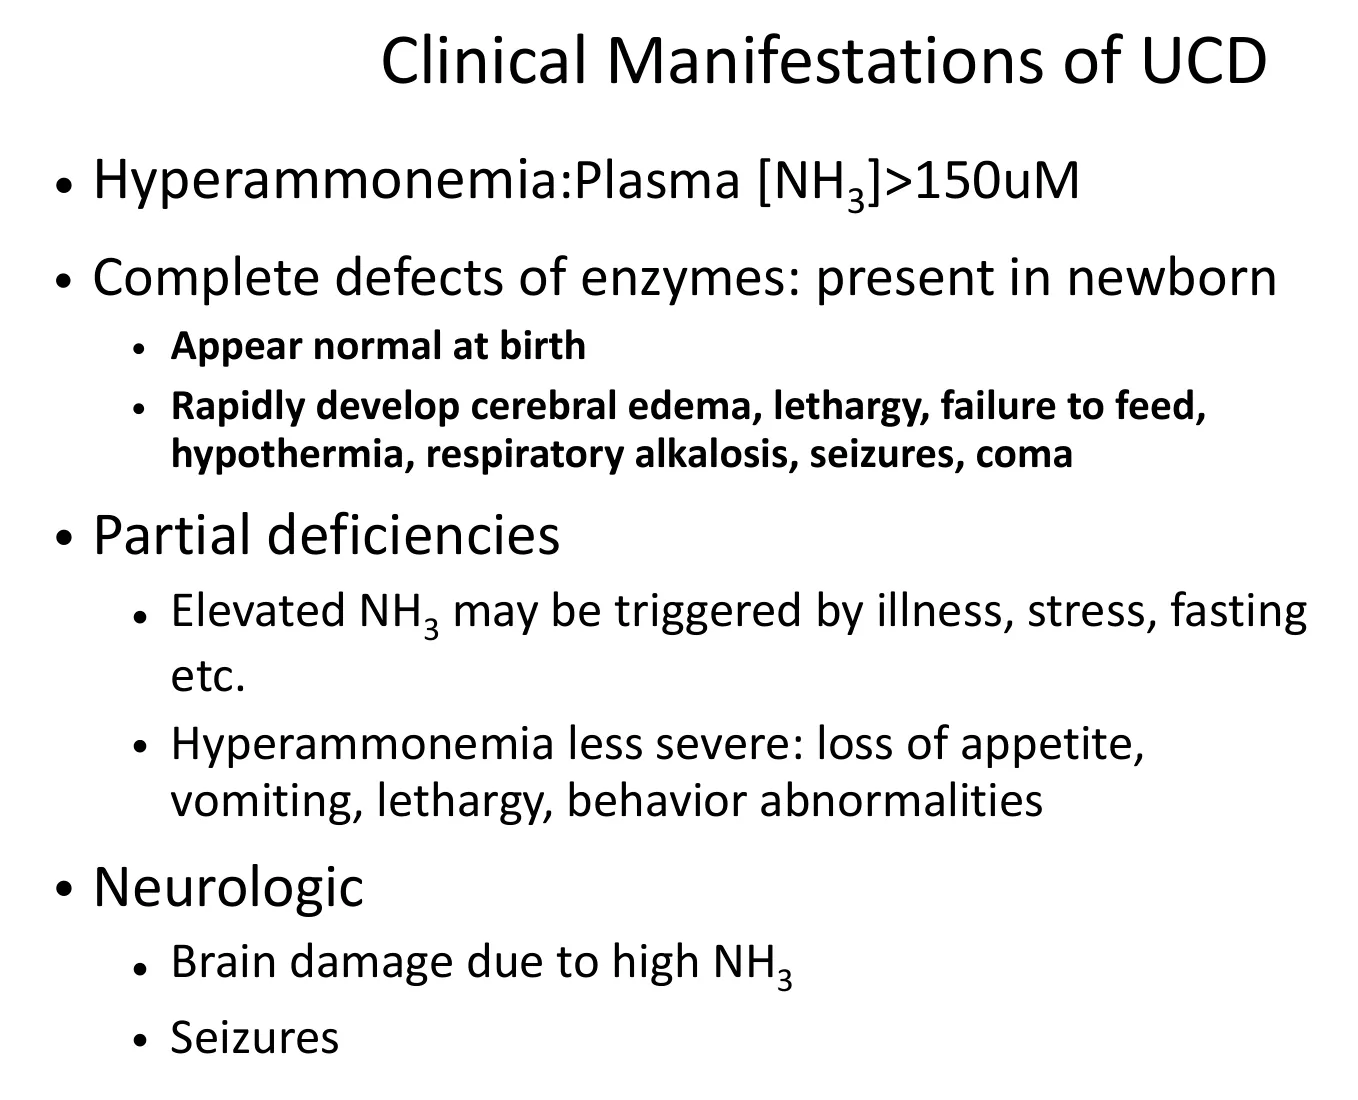 Clinical Manifestations of UCD
• Hyperammonemia:Plasma [NH₃]>150uM
• Complete defects of enzymes: present in newborn
• Appear normal at birth
• Rapidly develop cerebral edema, lethargy, failure to feed,
hypothermia, respiratory alkalosis, seizures, coma
• Partial deficiencies
• Elevated NH₃ may be triggered by illness, stress, fasting
etc.
• Hyperammonemia less severe: loss of appetite,
vomiting, lethargy, behavior abnormalities
• Neurologic
• Brain damage due to high NH₃
• Seizures